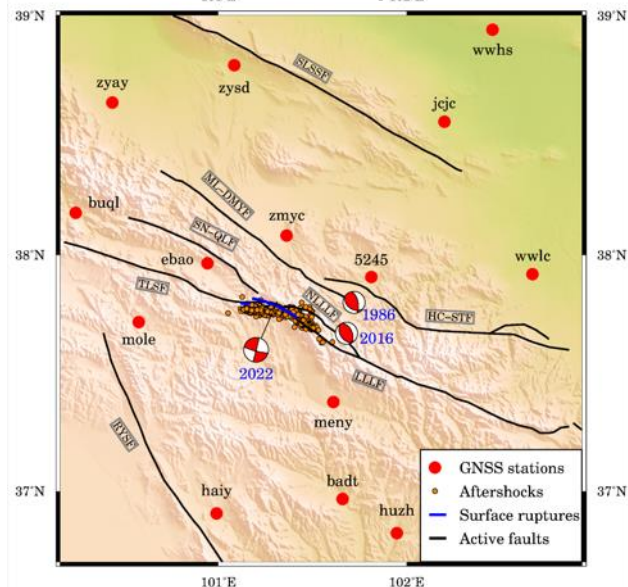 39°N
39°N
wwhs
SLSSF
zysd
zyay
jcjc
ML-DMYF
buql
zmyc
SN-QLF
38°N
38°N
ebao
5245
wwlc
TLSF
NLLLF
1986
HC-STF
mole
2016
2022
LLLF
meny
RYSF
GNSS stations
Aftershocks
Surface ruptures
Active faults
badt
haiy
huzh
37°N
37°N
101°E
102°E